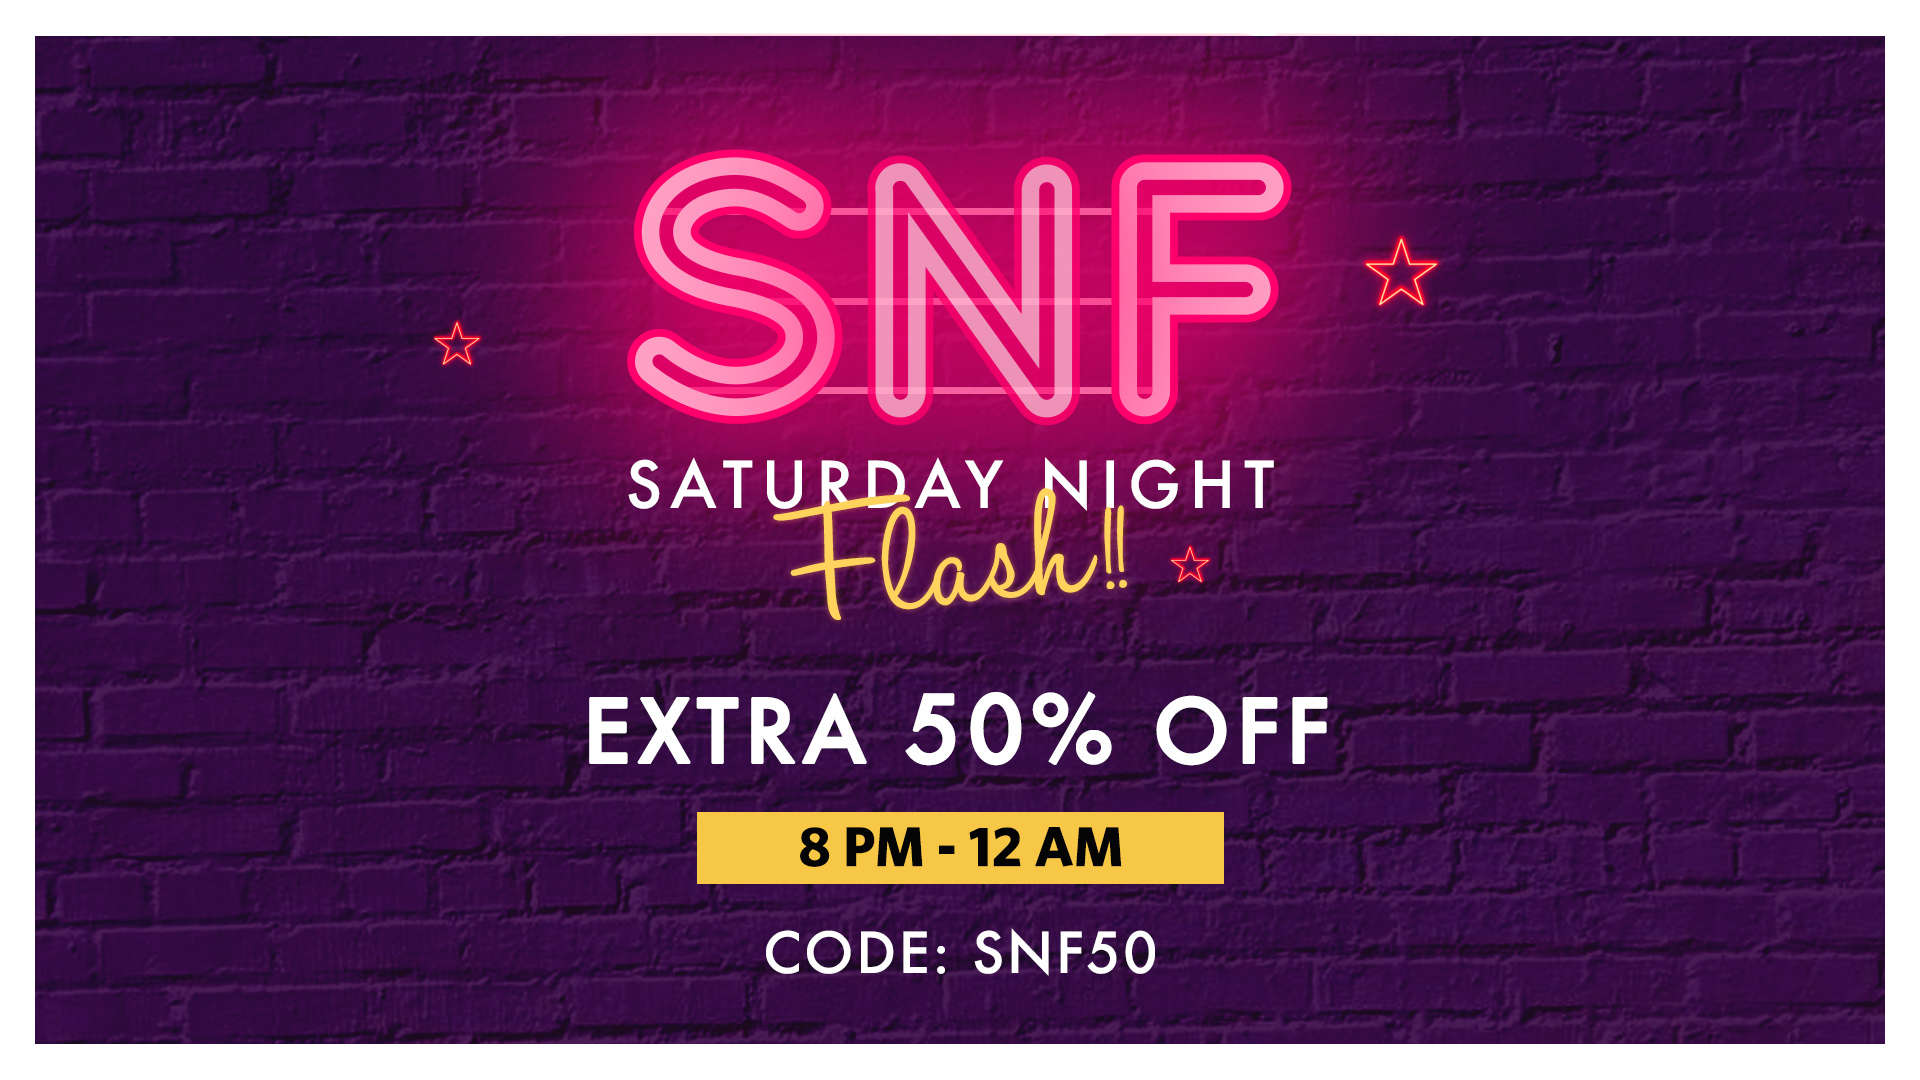 SNF
SATURDAY NIGHT
Flash!!
EXTRA 50% OFF
8 PM - 12 AM
CODE: SNF50